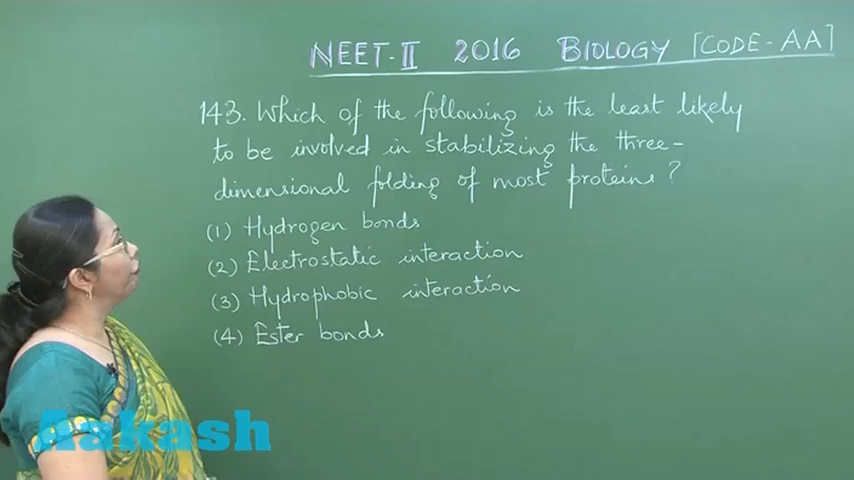 NEET-II 2016 BIOLOGY [CODE-AA]
143. Which of the following is the least likely
to be involved in stabilizing the three-
dimensional folding of most proteins?
(1) Hydrogen bonds
(2) Electrostatic interaction
(3) Hydrophobic interaction
(4) Ester bonds
Aakash